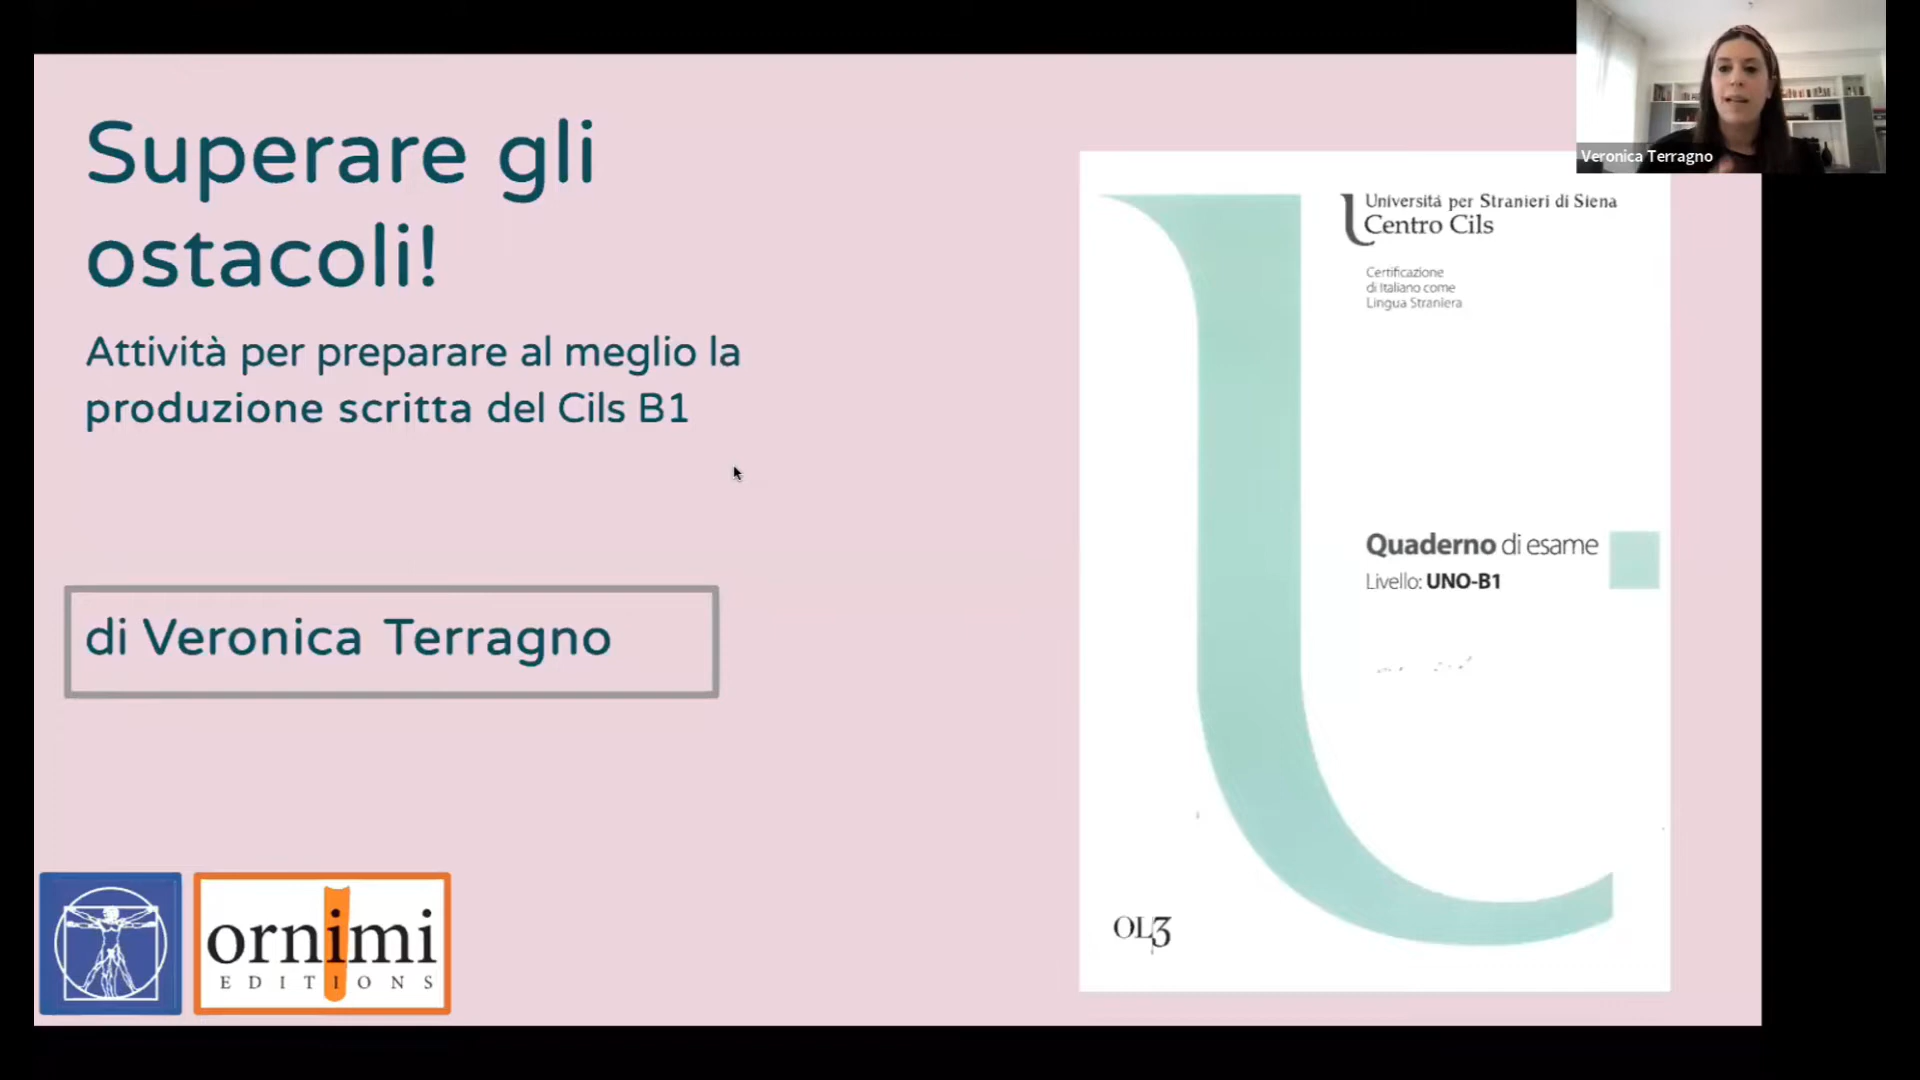 Superare gli
ostacoli!
Attività per preparare al meglio la
produzione scritta del Cils B1
di Veronica Terragno
ornimi
EDITIONS
Università per Stranieri di Siena
Centro Cils
Certificazione
di Italiano come
Lingua Straniera
Quaderno di esame
Livello: UNO-B1
OL3
Veronica Terragno